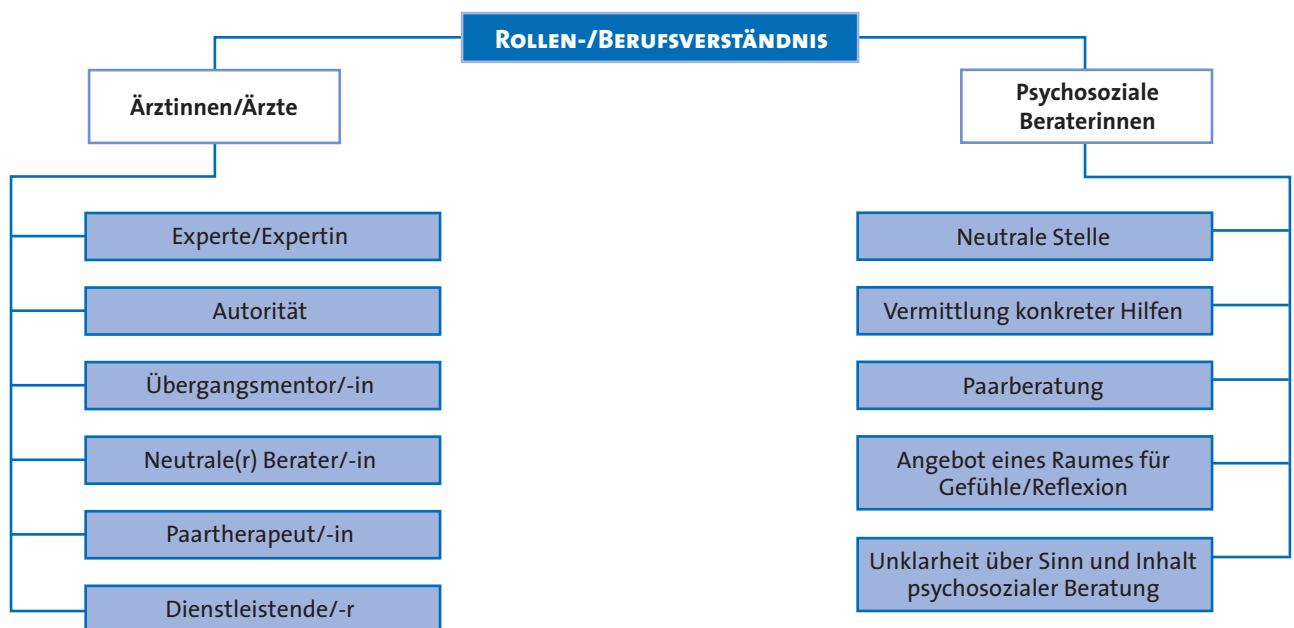 ROLLEN-/BERUFSVERSTÄNDNIS
Ärztinnen/Ärzte
Experte/Expertin
Autorität
Übergangsmentor/-in
Neutrale(r) Berater/-in
Paartherapeut/-in
Dienstleistende/-r
Psychosoziale
Beraterinnen
Neutrale Stelle
Vermittlung konkreter Hilfen
Paarberatung
Angebot eines Raumes für
Gefühle/Reflexion
Unklarheit über Sinn und Inhalt
psychosozialer Beratung